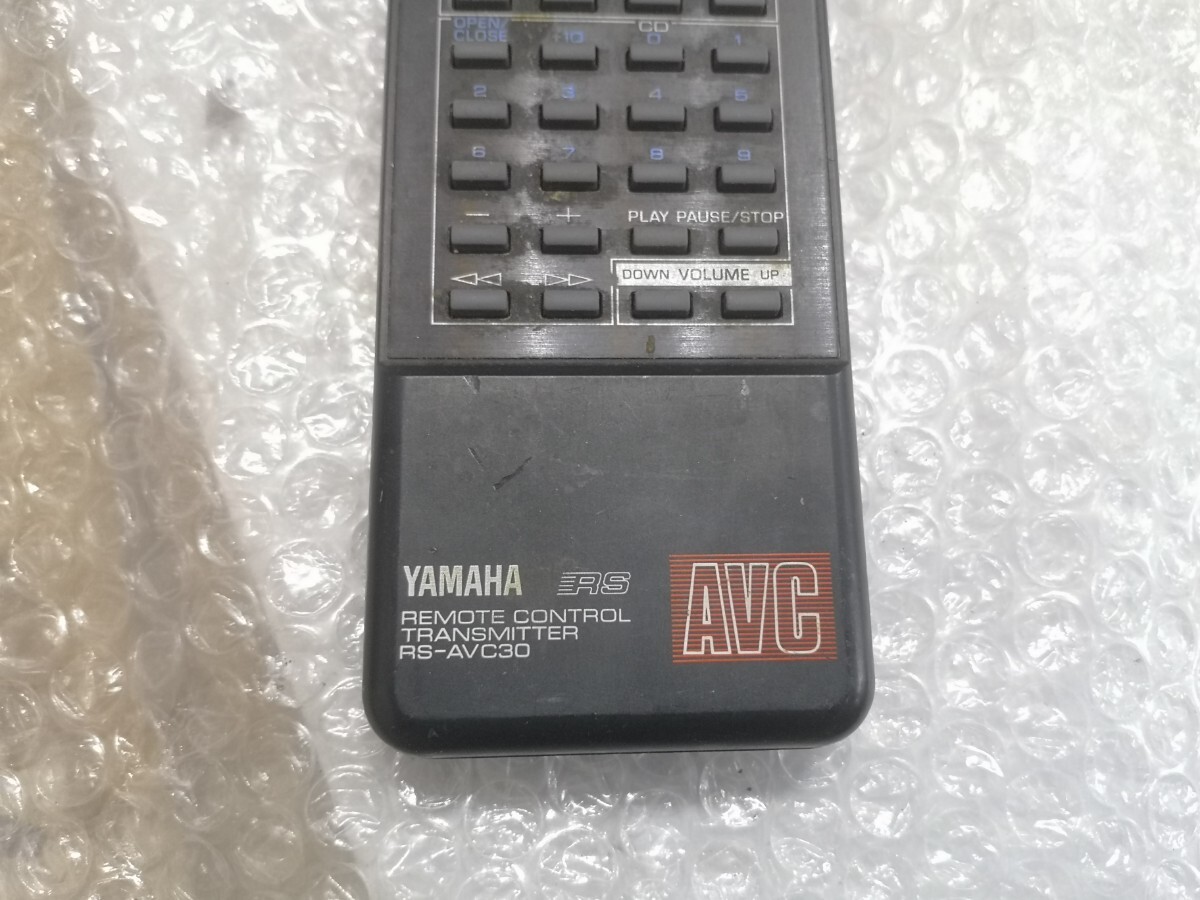 OPEN/
CLOSE
CD
10 0 1
2 3 4 5
6 7 8 9
− + PLAY PAUSE/STOP
DOWN VOLUME UP
YAMAHA RS
REMOTE CONTROL
TRANSMITTER
RS-AVC30
AVC